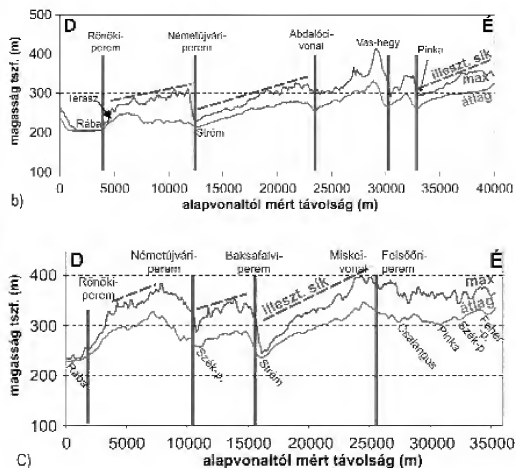 D
É
Rönöki-
perem
Németújvári-
perem
Abdalóci-
vonal
Vas-hegy
Pinka
illeszt. sík
max
átlag
Terasz
Rába
Strém
magasság tszf. (m)
500
400
300
200
100
0
5000
10000
15000
20000
25000
30000
35000
40000
b)
alapvonaltól mért távolság (m)
D
É
Rönöki-
perem
Németújvári-
perem
Baksafalvi-
perem
Miskei-
vonal
Felsőőri-
perem
illeszt. sík
max
átlag
Rába
Szék-p.
Strém
Csalangos
Pinka
Szék-p.
Fehér
-p.
magasság tszf. (m)
400
300
200
100
0
5000
10000
15000
20000
25000
30000
35000
C)
alapvonaltól mért távolság (m)